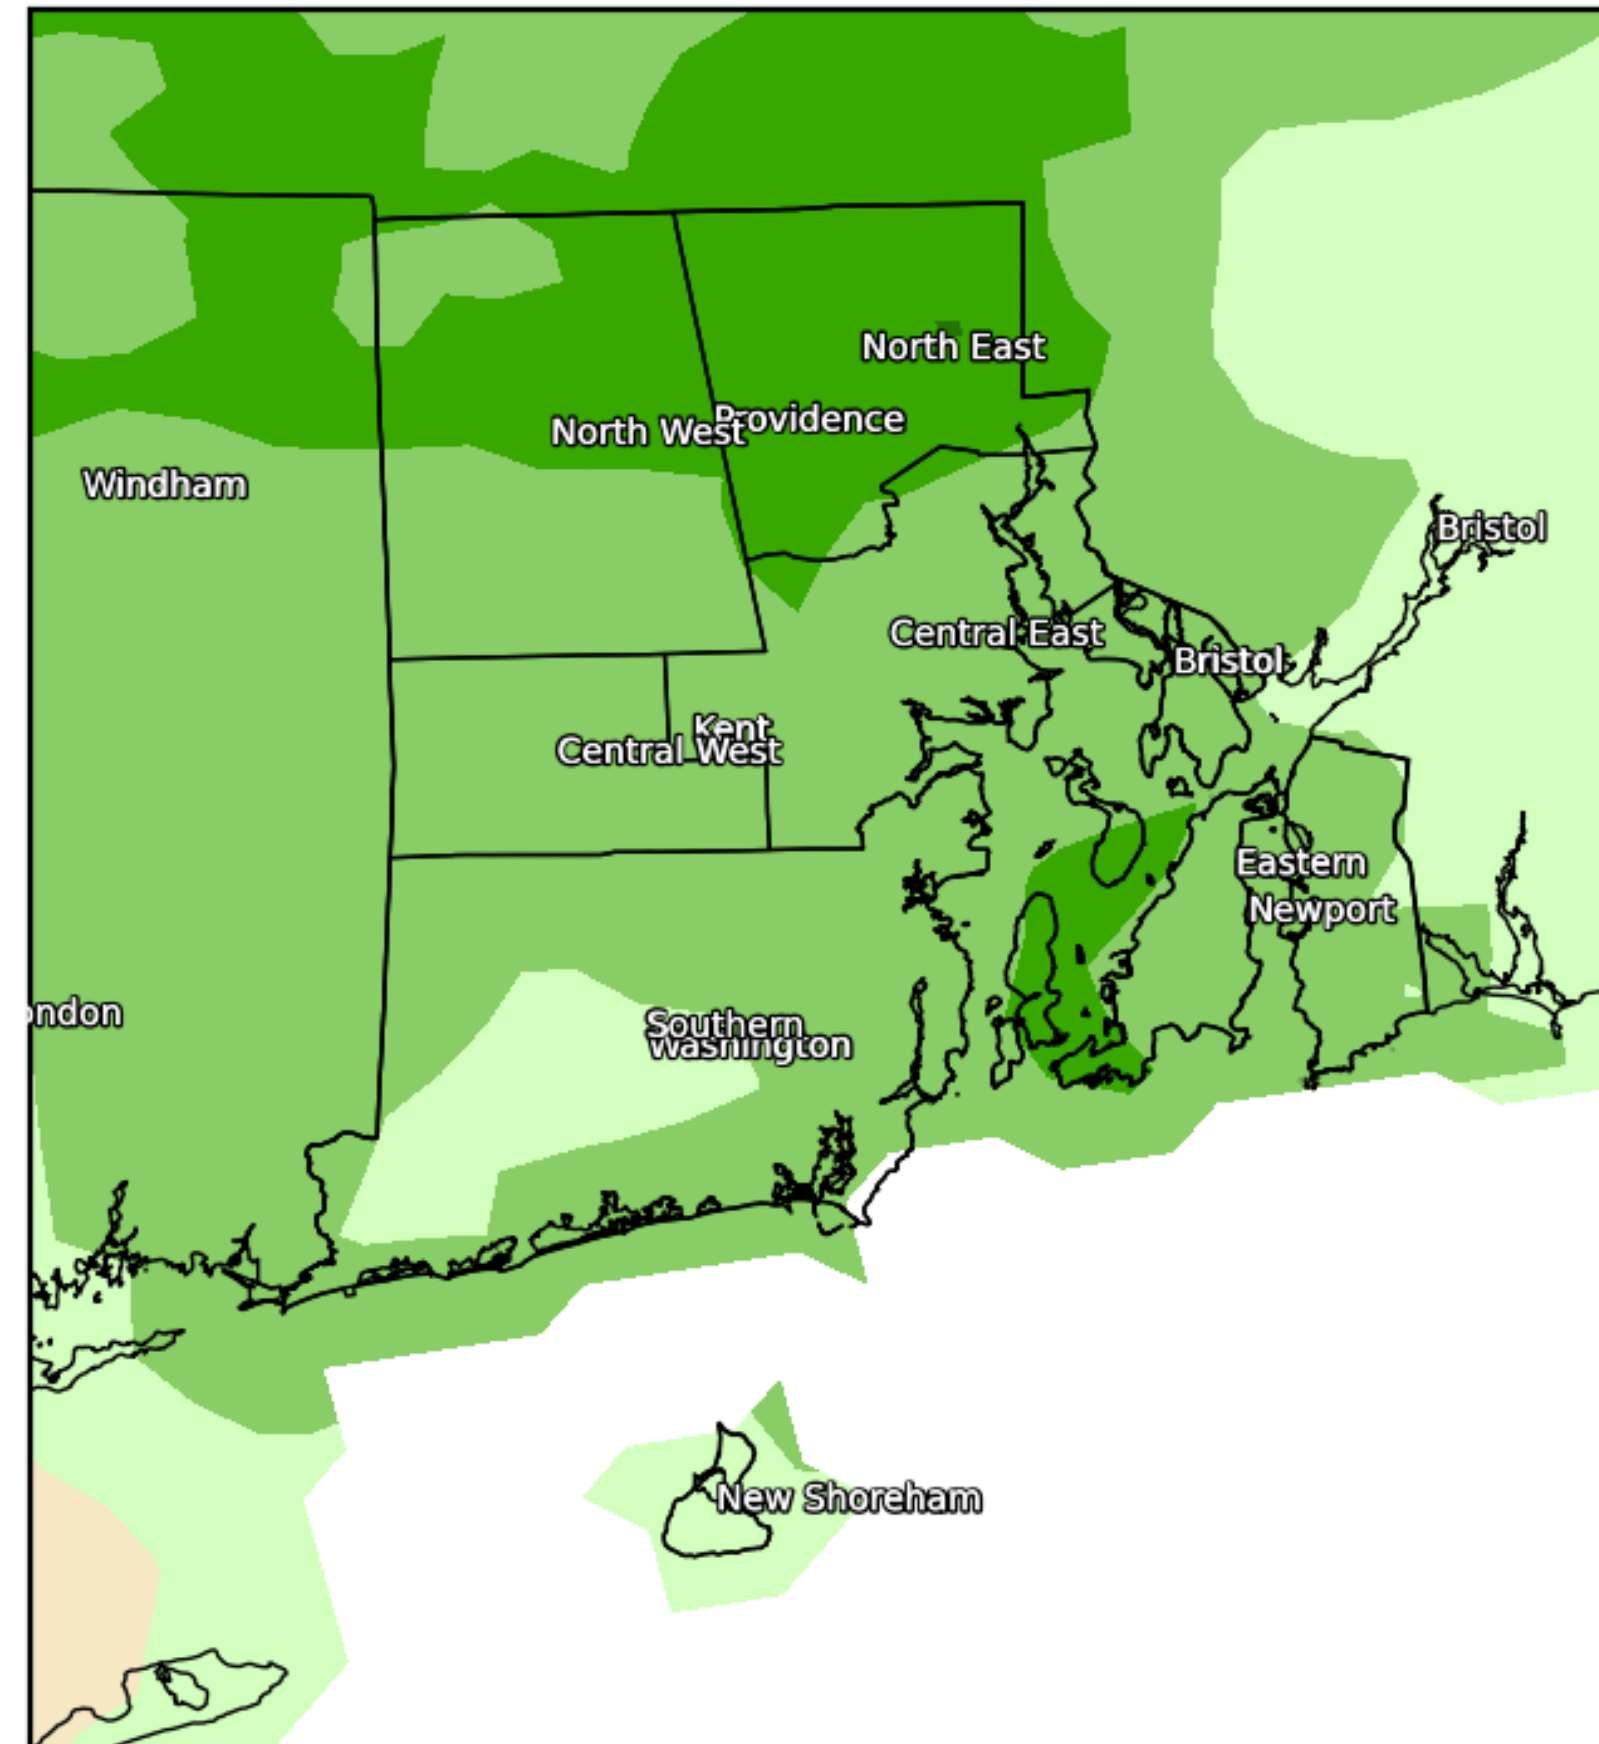 North East
Providence
North West
Windham
Bristol
Central East
Bristol
Kent
Central West
Eastern
Newport
ondon
Southern
Washington
New Shoreham